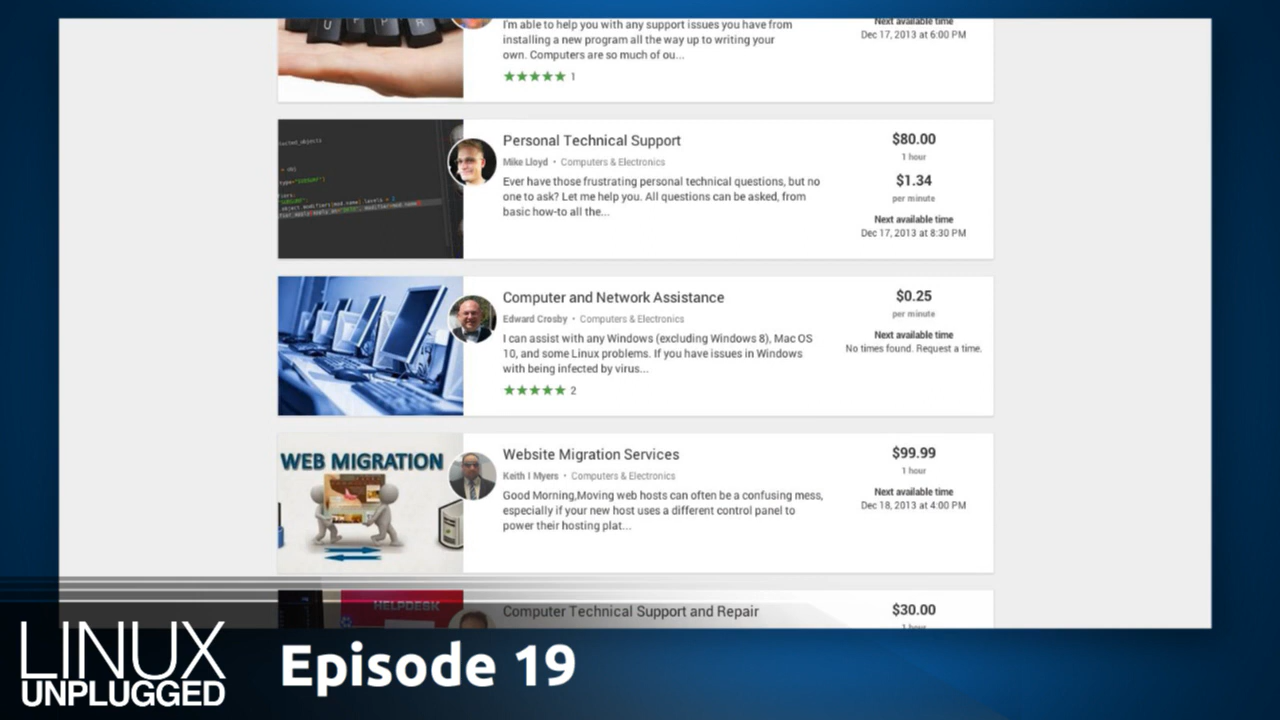 I'm able to help you with any support issues you have from
installing a new program all the way up to writing your
own. Computers are so much of ou...
★★★★★ 1
Next available time
Dec 17, 2013 at 6:00 PM
Personal Technical Support
Mike Lloyd • Computers & Electronics
Ever have those frustrating personal technical questions, but no
one to ask? Let me help you. All questions can be asked, from
basic how-to all the...
$80.00
1 hour
$1.34
per minute
Next available time
Dec 17, 2013 at 8:30 PM
Computer and Network Assistance
Edward Crosby • Computers & Electronics
I can assist with any Windows (excluding Windows 8), Mac OS
10, and some Linux problems. If you have issues in Windows
with being infected by virus...
★★★★★ 2
$0.25
per minute
Next available time
No times found. Request a time.
WEB MIGRATION
Website Migration Services
Keith I Myers • Computers & Electronics
Good Morning,Moving web hosts can often be a confusing mess,
especially if your new host uses a different control panel to
power their hosting plat...
$99.99
1 hour
Next available time
Dec 18, 2013 at 4:00 PM
HELPDESK
Computer Technical Support and Repair
$30.00
1 hour
LINUX
UNPLUGGED
Episode 19